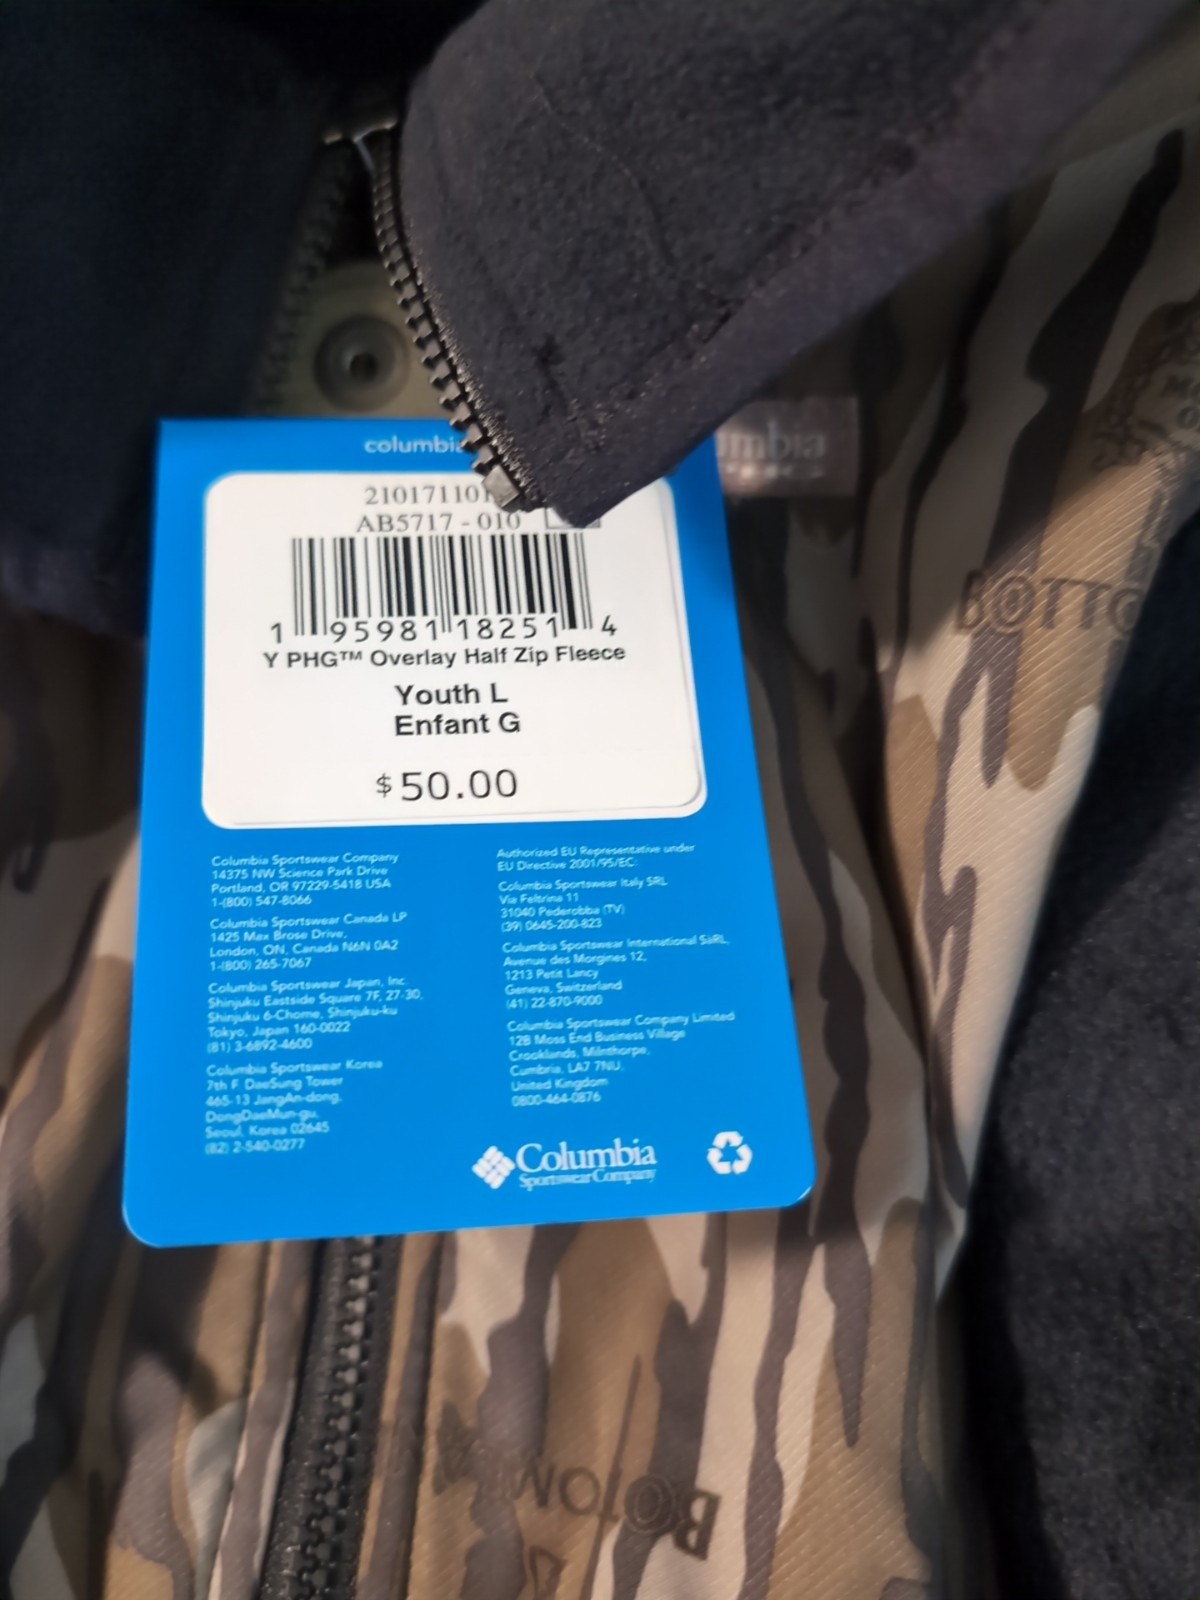 columbia
2101711011
AB5717 - 010
1 95981 18251 4
Y PHG™ Overlay Half Zip Fleece
Youth L
Enfant G
$50.00
Columbia Sportswear Company
14375 NW Science Park Drive
Portland, OR 97229-5418 USA
1-(800) 547-8066
Columbia Sportswear Canada LP
1425 Max Brose Drive,
London, ON, Canada N6N 0A2
1-(800) 265-7067
Columbia Sportswear Japan, Inc.
Shinjuku Eastside Square 7F, 27-30,
Shinjuku 6-Chome, Shinjuku-ku
Tokyo, Japan 160-0022
(81) 3-6892-4600
Columbia Sportswear Korea
7th F DaeSung Tower
465-13 JangAn-dong,
DongDaeMun-gu,
Seoul, Korea 02645
(82) 2-540-0277
Authorized EU Representative under
EU Directive 2001/95/EC:
Columbia Sportswear Italy SRL
Via Feltrina 11
31040 Pederobba (TV)
(39) 0645-200-823
Columbia Sportswear International SàRL,
Avenue des Morgines 12,
1213 Petit Lancy
Geneva, Switzerland
(41) 22-870-9000
Columbia Sportswear Company Limited
12B Moss End Business Village
Crooklands, Milnthorpe,
Cumbria, LA7 7NU,
United Kingdom
0800-464-0876
Columbia
Sportswear Company
umbia
BOTTO
BOTTOM